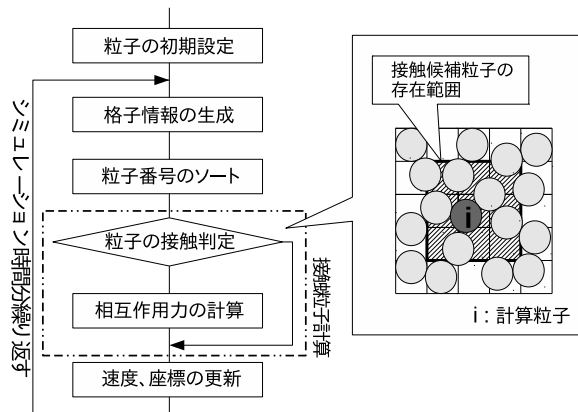 粒子の初期設定
格子情報の生成
粒子番号のソート
粒子の接触判定
相互作用力の計算
速度、座標の更新
シミュレーション時間分繰り返す
接触粒子計算
接触候補粒子の
存在範囲
i
i：計算粒子